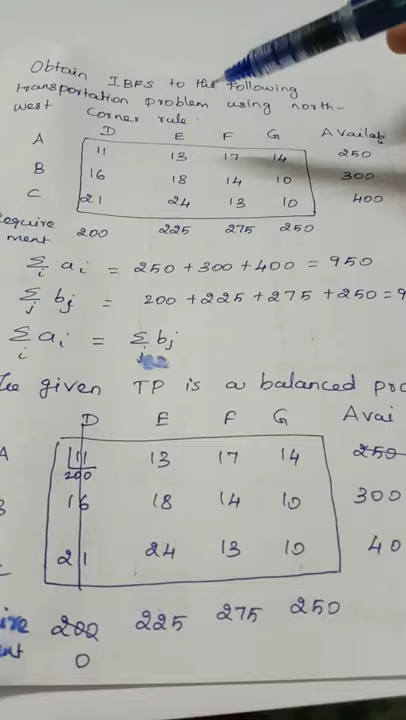 Obtain IBFS to the following
transportation problem using north-
west corner rule.
D E F G Availab
A 11 13 17 14 250
B 16 18 14 10 300
C 21 24 13 10 400
equire
ment 200 225 275 250
Σ i ai = 250 + 300 + 400 = 950
Σ j bj = 200 + 225 + 275 + 250 = 9
Σ i ai = Σ j bj
given TP is a balanced pro
D E F G Avai
A 11 13 17 14 250
200
16 18 14 10 300
21 24 13 10 40
ire 200 225 275 250
ent 0